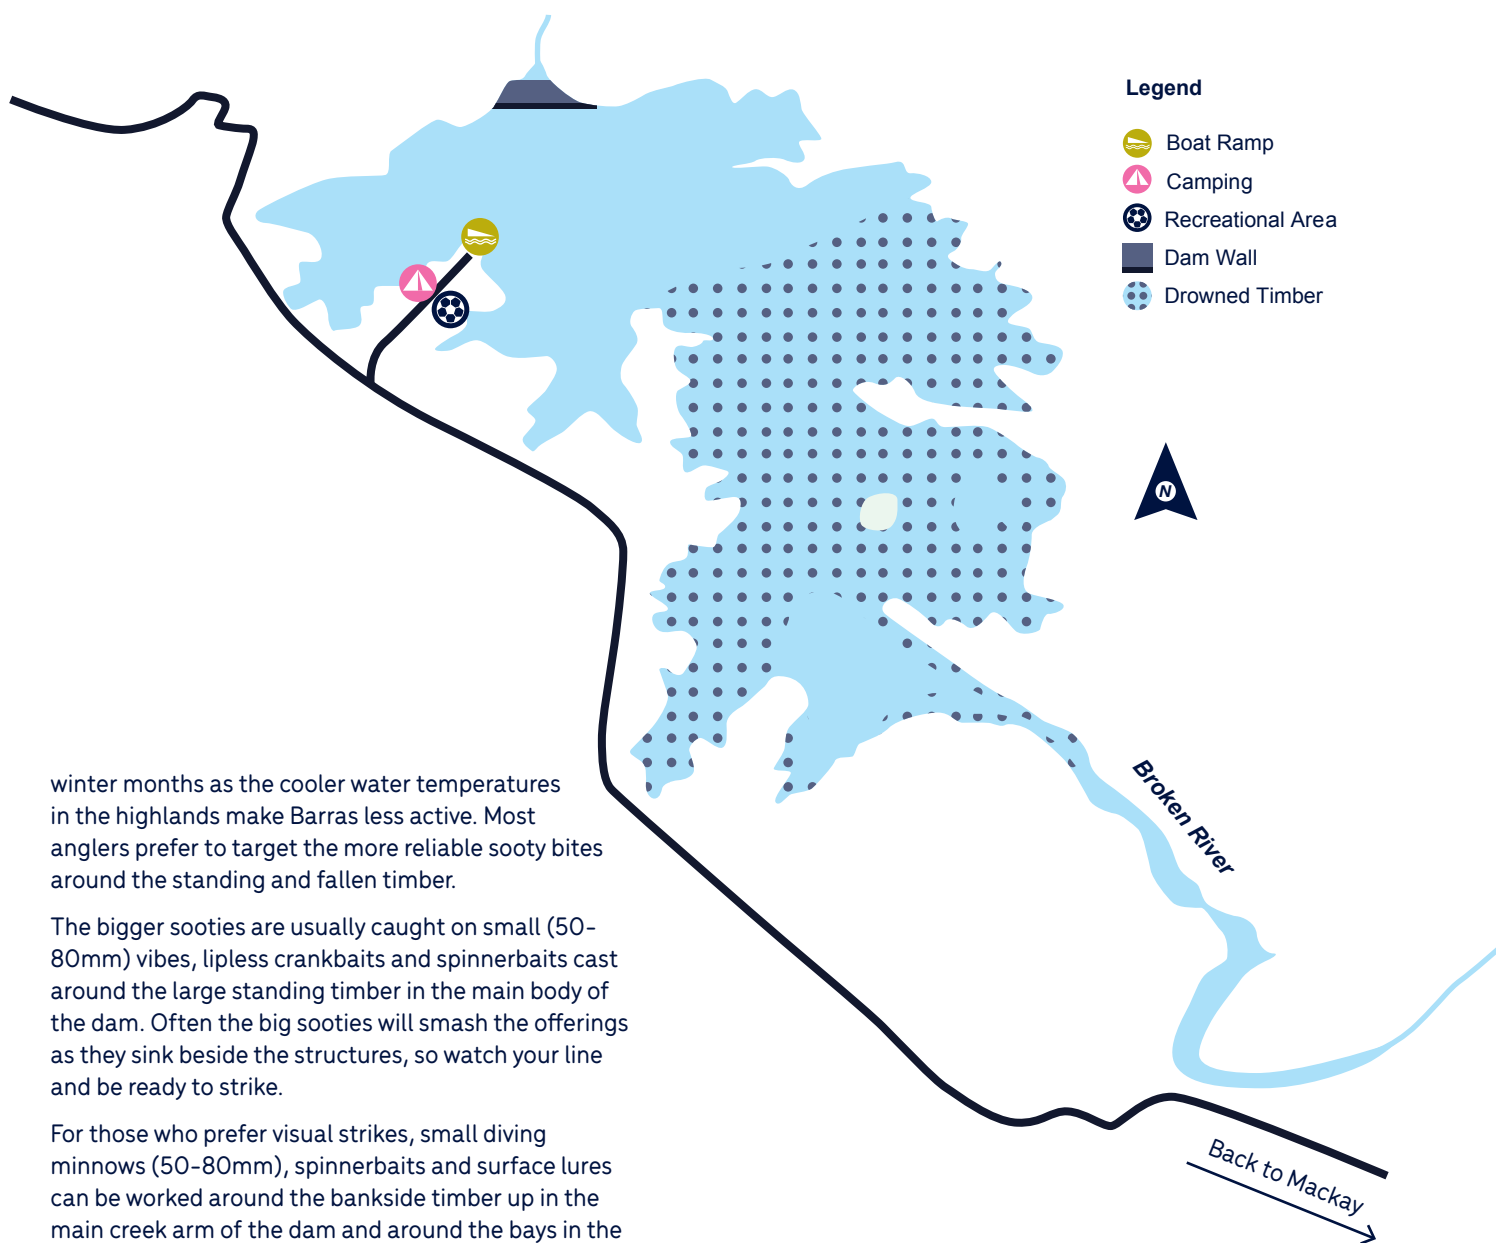 Legend
Boat Ramp
Camping
Recreational Area
Dam Wall
Drowned Timber
N
Broken River
winter months as the cooler water temperatures
in the highlands make Barras less active. Most
anglers prefer to target the more reliable sooty bites
around the standing and fallen timber.
The bigger sooties are usually caught on small (50-
80mm) vibes, lipless crankbaits and spinnerbaits cast
around the large standing timber in the main body of
the dam. Often the big sooties will smash the offerings
as they sink beside the structures, so watch your line
and be ready to strike.
For those who prefer visual strikes, small diving
minnows (50-80mm), spinnerbaits and surface lures
can be worked around the bankside timber up in the
main creek arm of the dam and around the bays in the
Back to Mackay